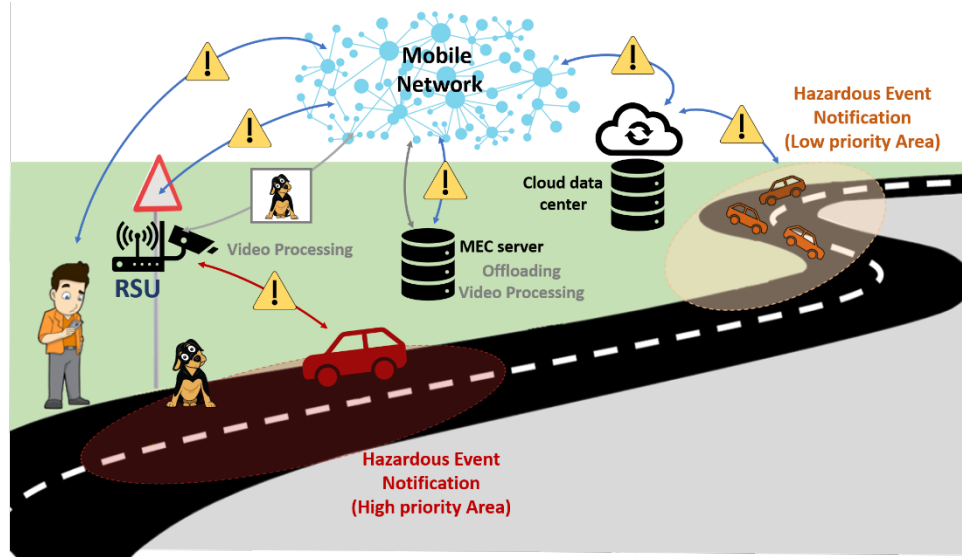 Mobile
Network
Hazardous Event
Notification
(Low priority Area)
Cloud data
center
Video Processing
MEC server
Offloading
Video Processing
RSU
Hazardous Event
Notification
(High priority Area)